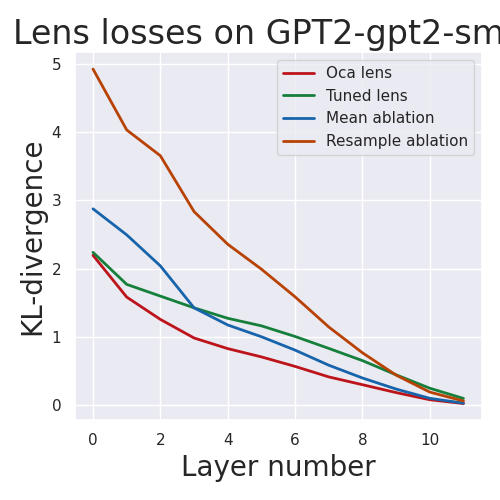 Lens losses on GPT2-gpt2-sm
Oca lens
Tuned lens
Mean ablation
Resample ablation
KL-divergence
5
4
3
2
1
0
0 2 4 6 8 10
Layer number